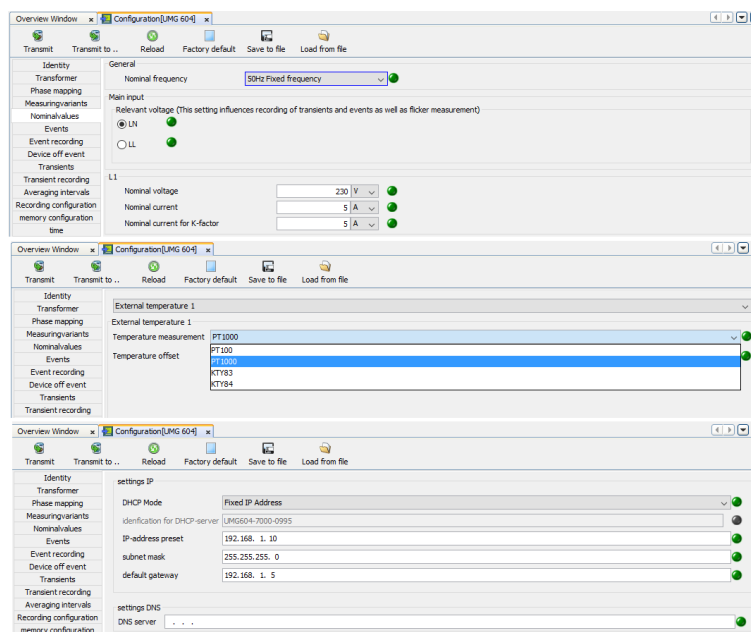 Overview Window x Configuration[UMG 604] x
Transmit Transmit to .. Reload Factory default Save to file Load from file
Identity
Transformer
Phase mapping
Measuringvariants
Nominalvalues
Events
Event recording
Device off event
Transients
Transient recording
Averaging intervals
Recording configuration
memory configuration
time
General
Nominal frequency 50Hz Fixed frequency
Main input
Relevant voltage (This setting influences recording of transients and events as well as flicker measurement)
LN
LL
L1
Nominal voltage 230 V
Nominal current 5 A
Nominal current for K-factor 5 A
Overview Window x Configuration[UMG 604] x
Transmit Transmit to .. Reload Factory default Save to file Load from file
Identity
Transformer
Phase mapping
Measuringvariants
Nominalvalues
Events
Event recording
Device off event
Transients
Transient recording
External temperature 1
External temperature 1
Temperature measurement PT1000
Temperature offset
PT100
PT1000
KTY83
KTY84
Overview Window x Configuration[UMG 604] x
Transmit Transmit to .. Reload Factory default Save to file Load from file
Identity
Transformer
Phase mapping
Measuringvariants
Nominalvalues
Events
Event recording
Device off event
Transients
Transient recording
Averaging intervals
Recording configuration
memory configuration
settings IP
DHCP Mode Fixed IP Address
idenfication for DHCP-server UMG604-7000-0995
IP-address preset 192.168. 1. 10
subnet mask 255.255.255. 0
default gateway 192.168. 1. 5
settings DNS
DNS server . . .